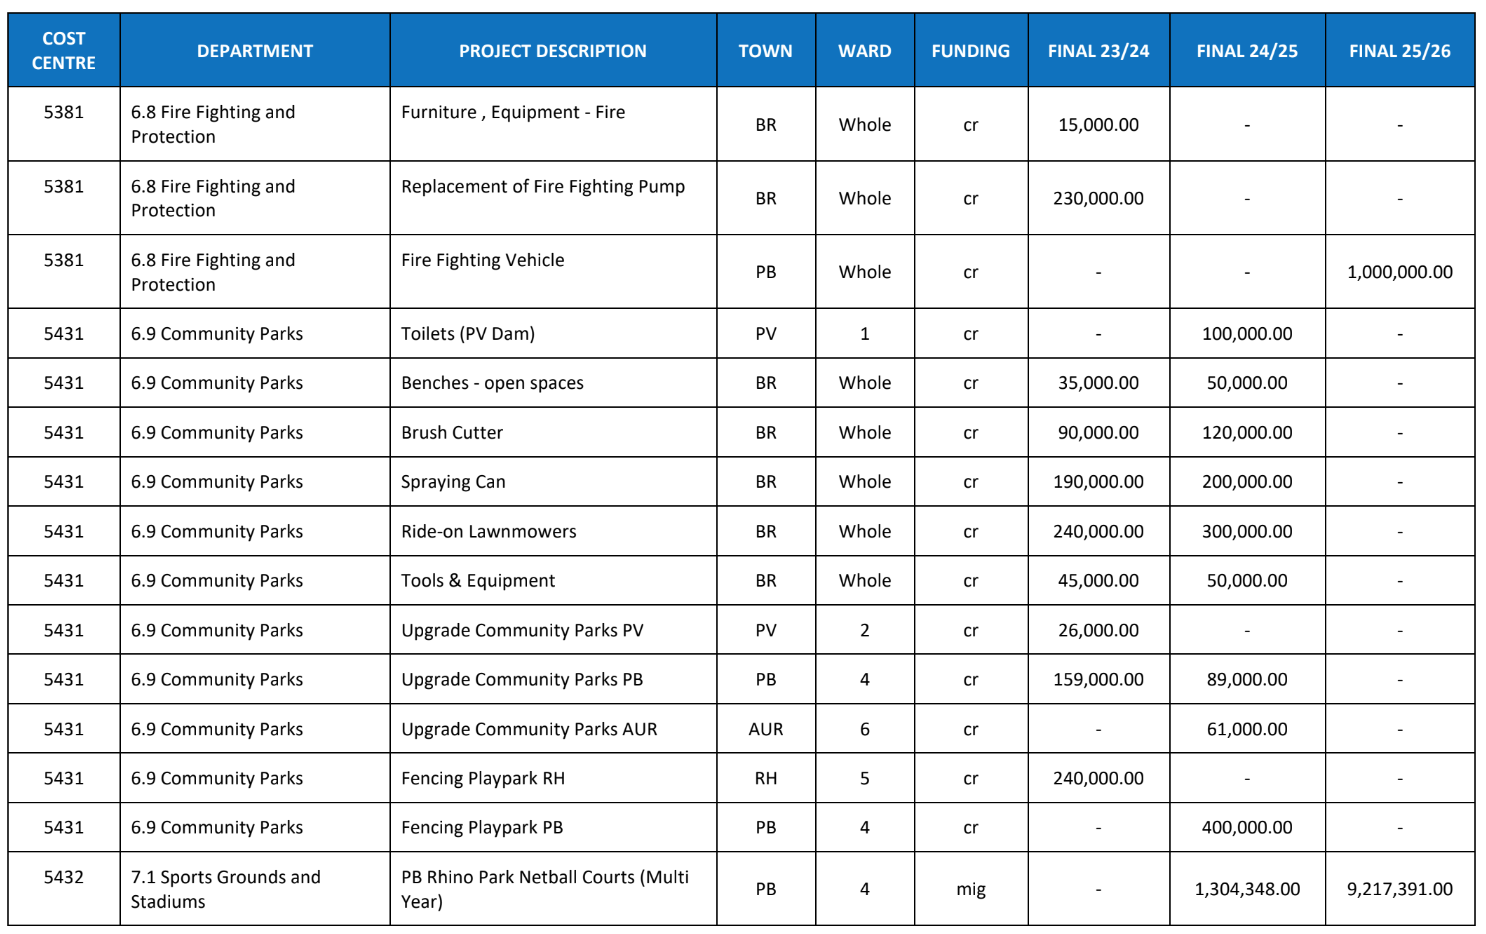 COST CENTRE DEPARTMENT PROJECT DESCRIPTION TOWN WARD FUNDING FINAL 23/24 FINAL 24/25 FINAL 25/26
5381 6.8 Fire Fighting and Protection Furniture , Equipment - Fire BR Whole cr 15,000.00 - -
5381 6.8 Fire Fighting and Protection Replacement of Fire Fighting Pump BR Whole cr 230,000.00 - -
5381 6.8 Fire Fighting and Protection Fire Fighting Vehicle PB Whole cr - - 1,000,000.00
5431 6.9 Community Parks Toilets (PV Dam) PV 1 cr - 100,000.00 -
5431 6.9 Community Parks Benches - open spaces BR Whole cr 35,000.00 50,000.00 -
5431 6.9 Community Parks Brush Cutter BR Whole cr 90,000.00 120,000.00 -
5431 6.9 Community Parks Spraying Can BR Whole cr 190,000.00 200,000.00 -
5431 6.9 Community Parks Ride-on Lawnmowers BR Whole cr 240,000.00 300,000.00 -
5431 6.9 Community Parks Tools & Equipment BR Whole cr 45,000.00 50,000.00 -
5431 6.9 Community Parks Upgrade Community Parks PV PV 2 cr 26,000.00 - -
5431 6.9 Community Parks Upgrade Community Parks PB PB 4 cr 159,000.00 89,000.00 -
5431 6.9 Community Parks Upgrade Community Parks AUR AUR 6 cr - 61,000.00 -
5431 6.9 Community Parks Fencing Playpark RH RH 5 cr 240,000.00 - -
5431 6.9 Community Parks Fencing Playpark PB PB 4 cr - 400,000.00 -
5432 7.1 Sports Grounds and Stadiums PB Rhino Park Netball Courts (Multi Year) PB 4 mig - 1,304,348.00 9,217,391.00